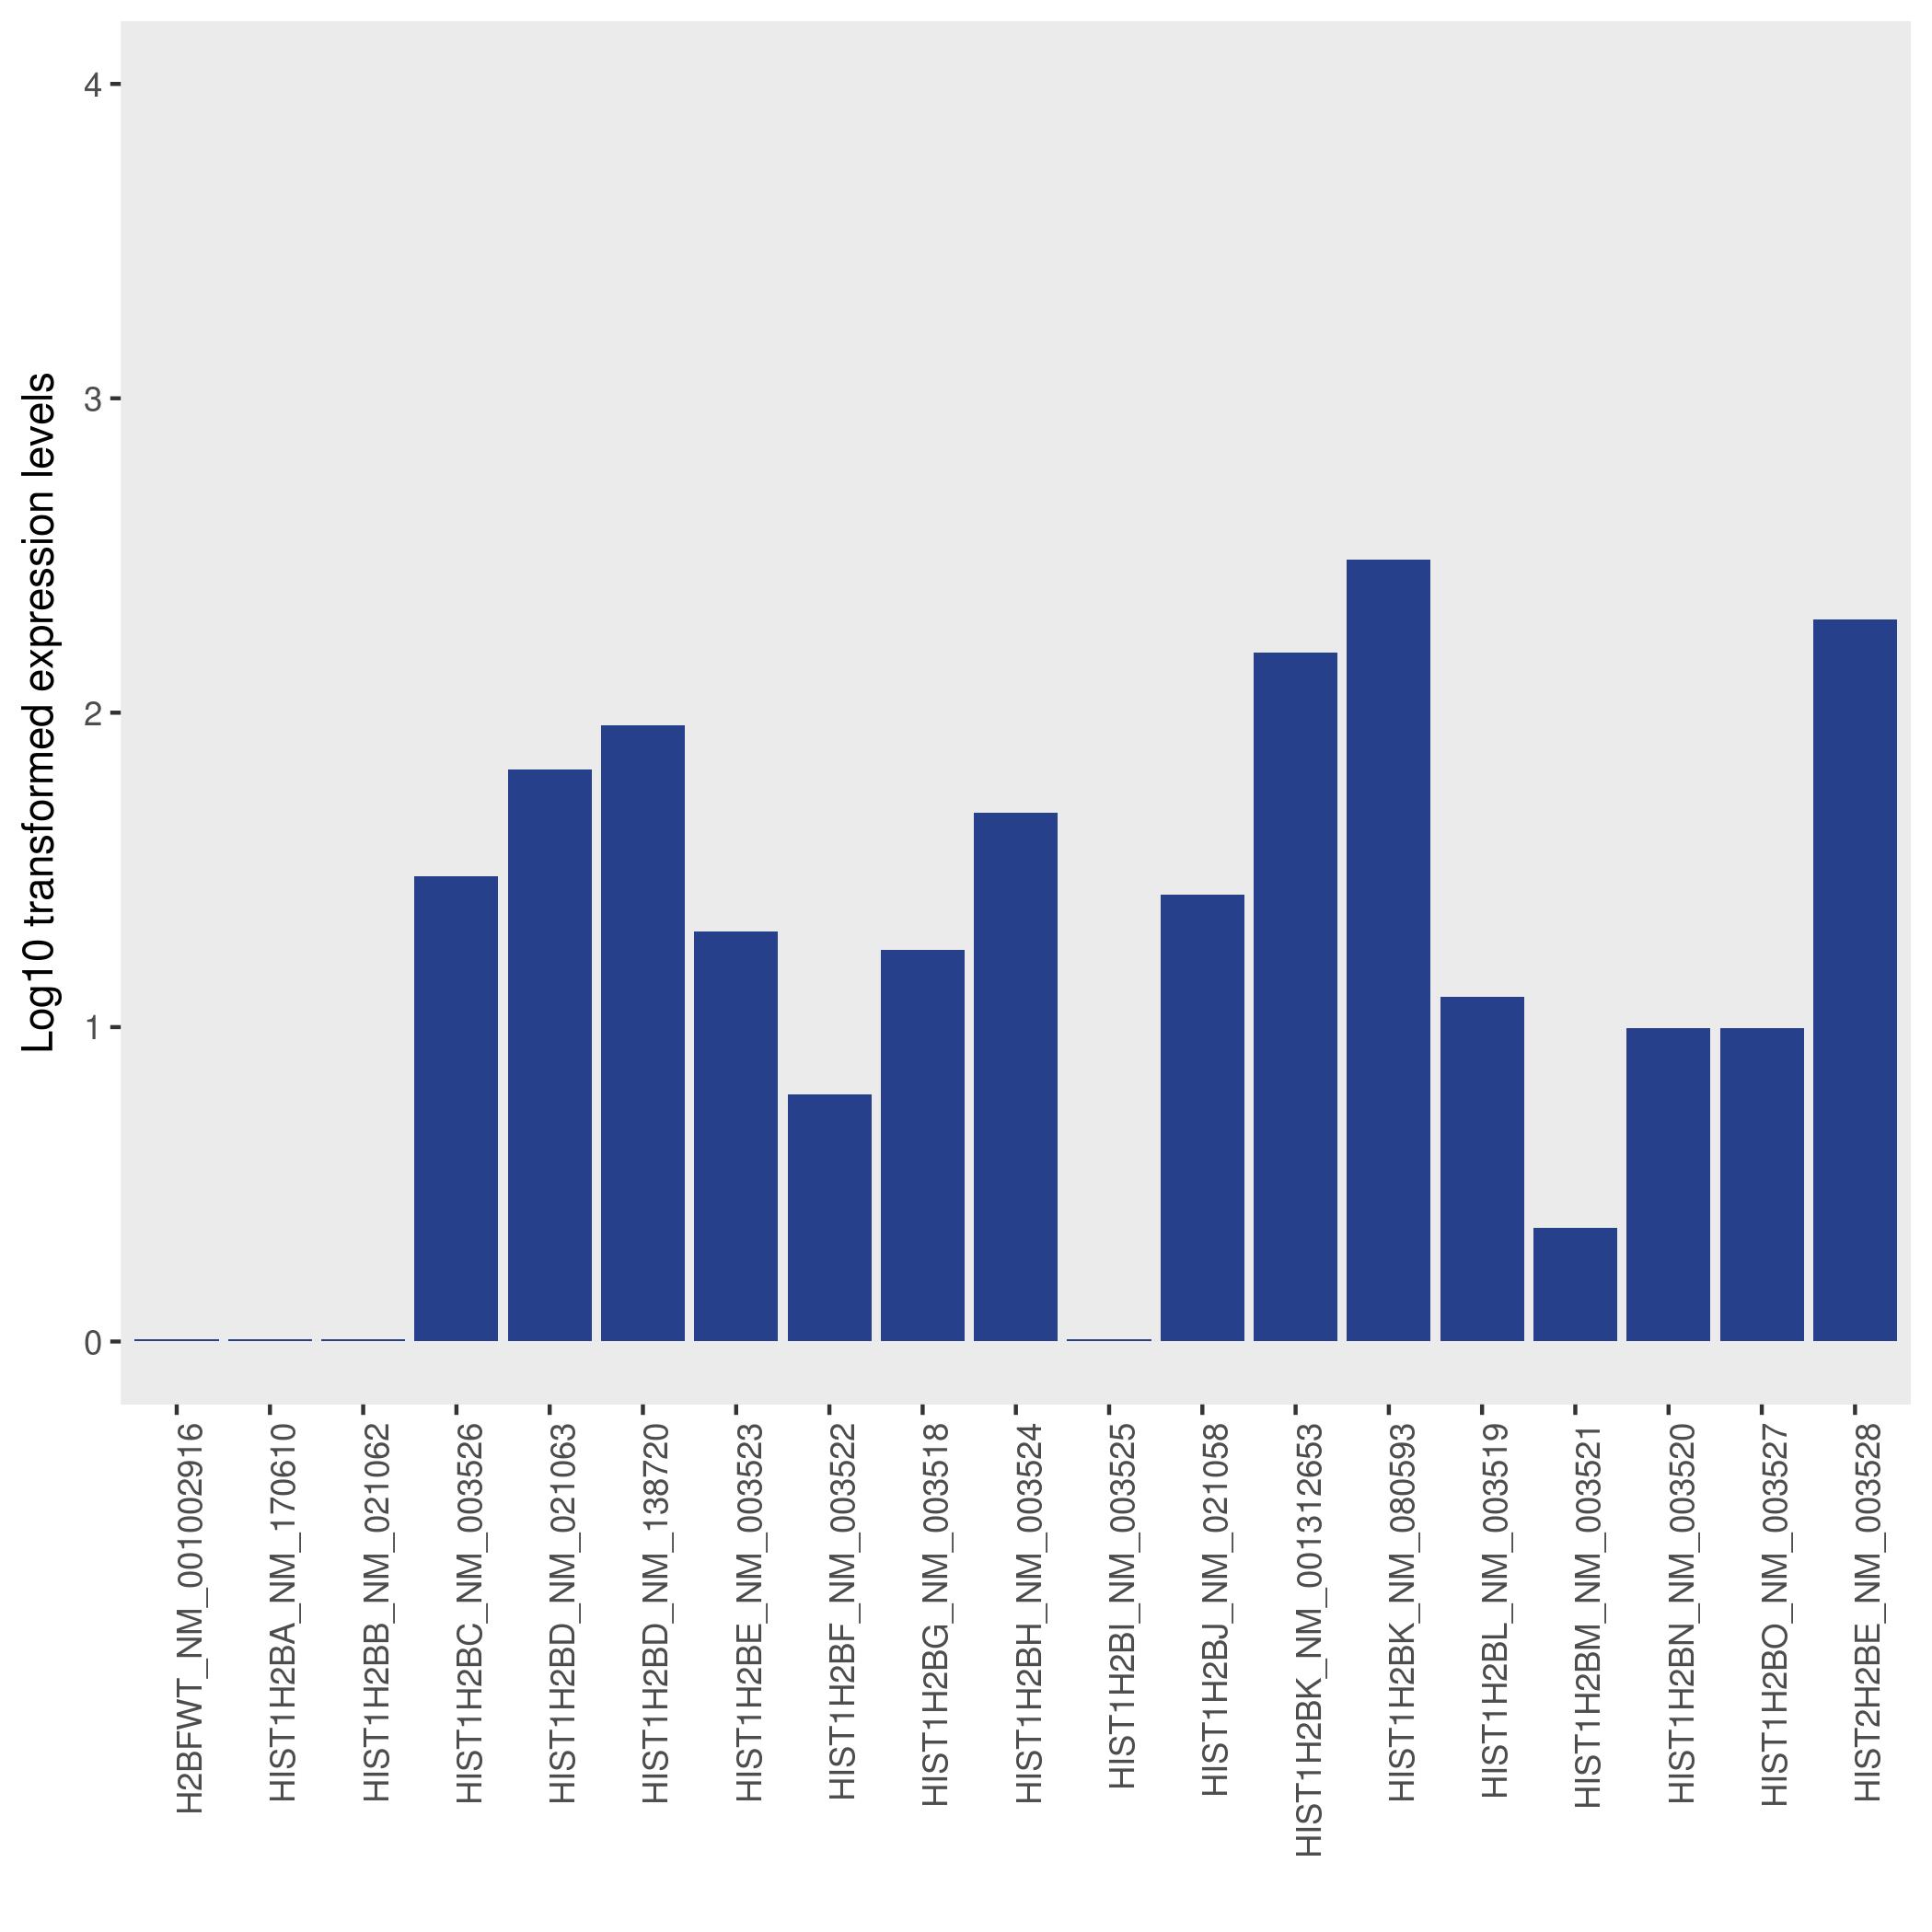 Log10 transformed expression levels
4
3
2
1
0
H2BFWT_NM_001002916
HIST1H2BA_NM_170610
HIST1H2BB_NM_021062
HIST1H2BC_NM_003526
HIST1H2BD_NM_021063
HIST1H2BD_NM_138720
HIST1H2BE_NM_003523
HIST1H2BF_NM_003522
HIST1H2BG_NM_003518
HIST1H2BH_NM_003524
HIST1H2BI_NM_003525
HIST1H2BJ_NM_021058
HIST1H2BK_NM_001312653
HIST1H2BK_NM_080593
HIST1H2BL_NM_003519
HIST1H2BM_NM_003521
HIST1H2BN_NM_003520
HIST1H2BO_NM_003527
HIST2H2BE_NM_003528